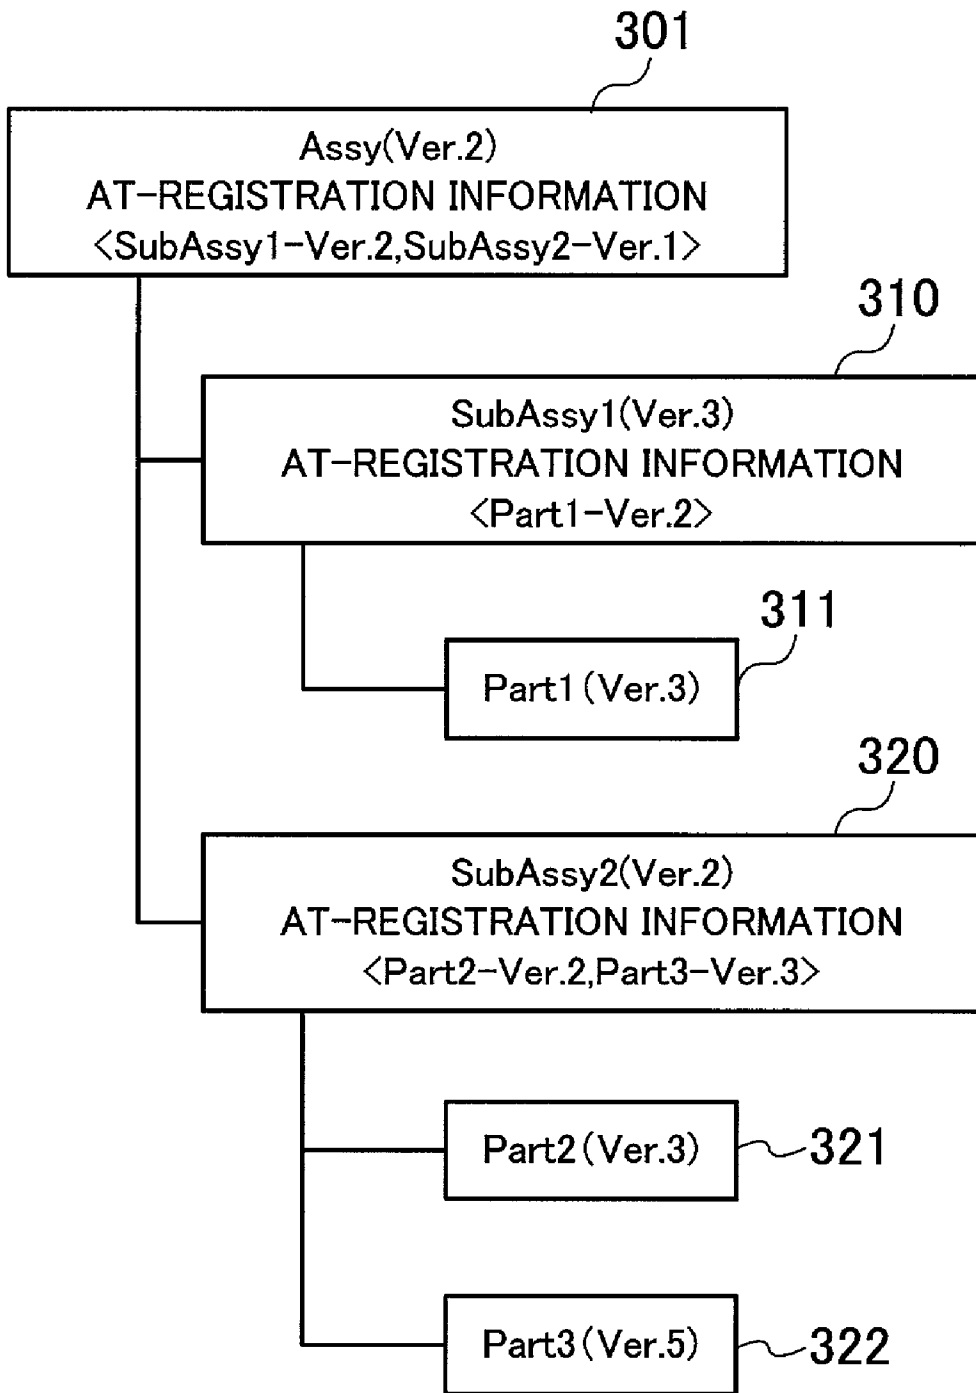 301
Assy(Ver.2)
AT-REGISTRATION INFORMATION
<SubAssy1-Ver.2,SubAssy2-Ver.1>
310
SubAssy1(Ver.3)
AT-REGISTRATION INFORMATION
<Part1-Ver.2>
311
Part1(Ver.3)
320
SubAssy2(Ver.2)
AT-REGISTRATION INFORMATION
<Part2-Ver.2,Part3-Ver.3>
Part2(Ver.3)
321
Part3(Ver.5)
322